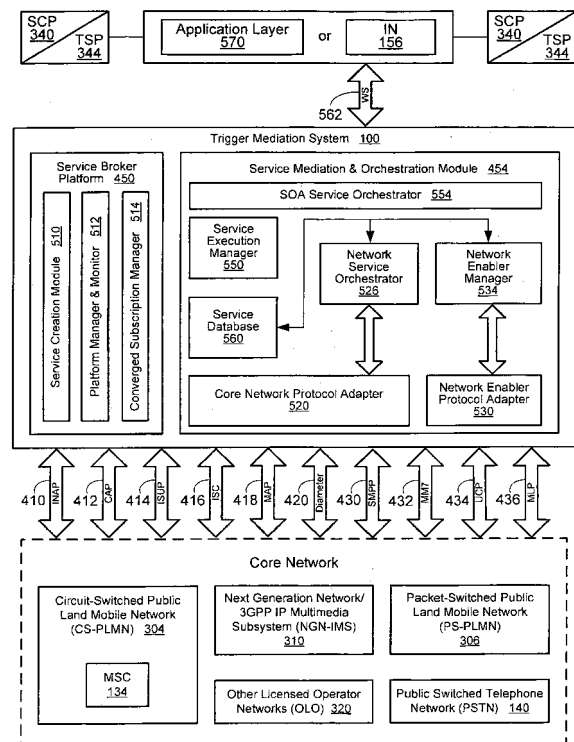 SCP
340
TSP
344
Application Layer
570
or
IN
156
SCP
340
TSP
344
562
WS
Trigger Mediation System 100
Service Broker
Platform 450
Service Creation Module 510
Platform Manager & Monitor 512
Converged Subscription Manager 514
Service Mediation & Orchestration Module 454
SOA Service Orchestrator 554
Service
Execution
Manager
550
Network
Service
Orchestrator
526
Network
Enabler
Manager
534
Service
Database
560
Core Network Protocol Adapter
520
Network Enabler
Protocol Adapter
530
410
INAP
412
CAP
414
ISUP
416
ISC
418
MAP
420
Diameter
430
SMPP
432
MM7
434
UCP
436
MLP
Core Network
Circuit-Switched Public
Land Mobile Network
(CS-PLMN) 304
MSC
134
Next Generation Network/
3GPP IP Multimedia
Subsystem (NGN-IMS)
310
Packet-Switched Public
Land Mobile Network
(PS-PLMN)
306
Other Licensed Operator
Networks (OLO) 320
Public Switched Telephone
Network (PSTN) 140